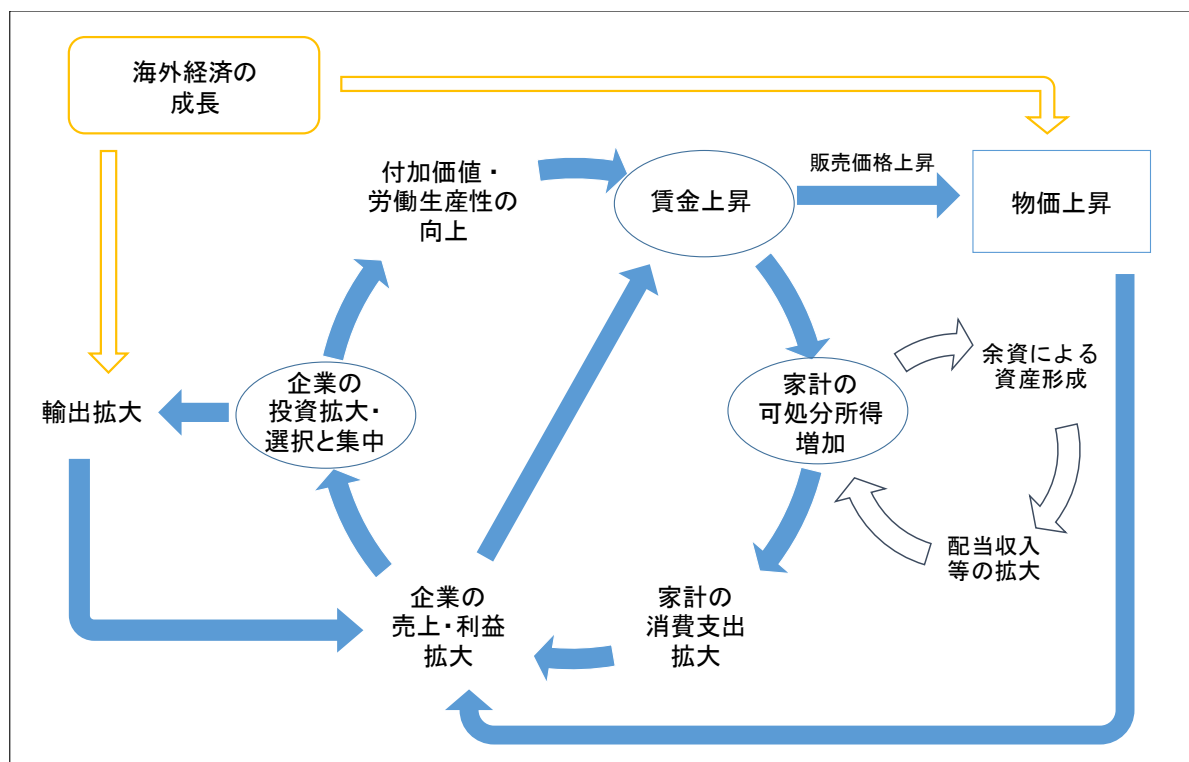 海外経済の
成長
付加価値・
労働生産性の
向上
賃金上昇
販売価格上昇
物価上昇
輸出拡大
企業の
投資拡大・
選択と集中
家計の
可処分所得
増加
余資による
資産形成
配当収入
等の拡大
企業の
売上・利益
拡大
家計の
消費支出
拡大